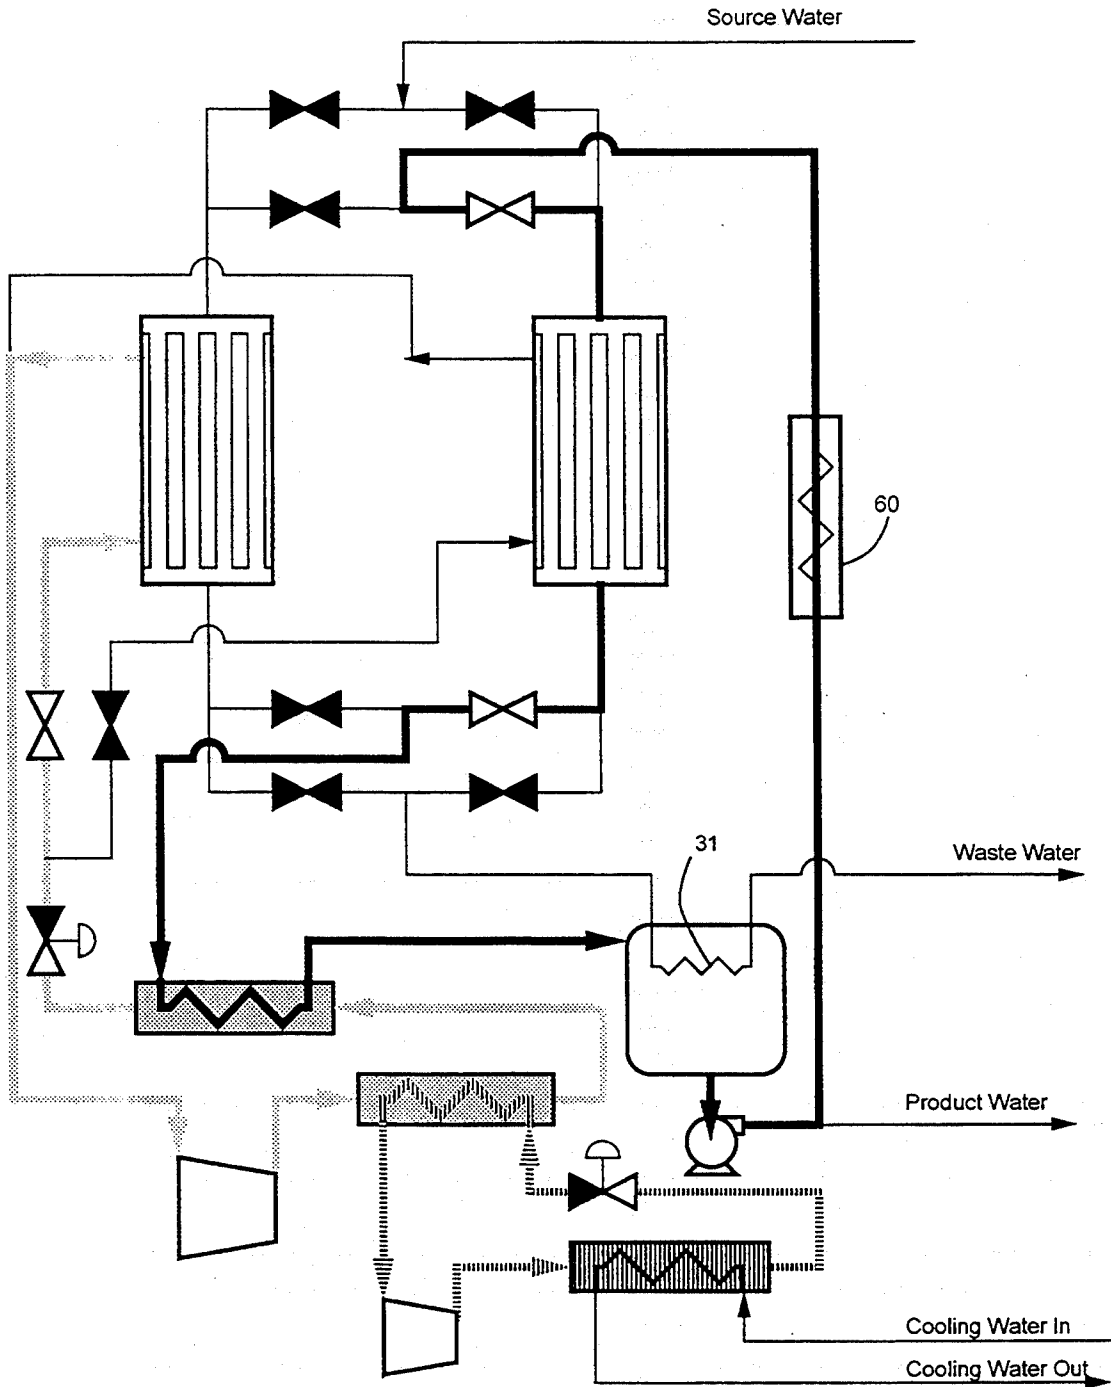 Source Water
60
31
Waste Water
Product Water
Cooling Water In
Cooling Water Out